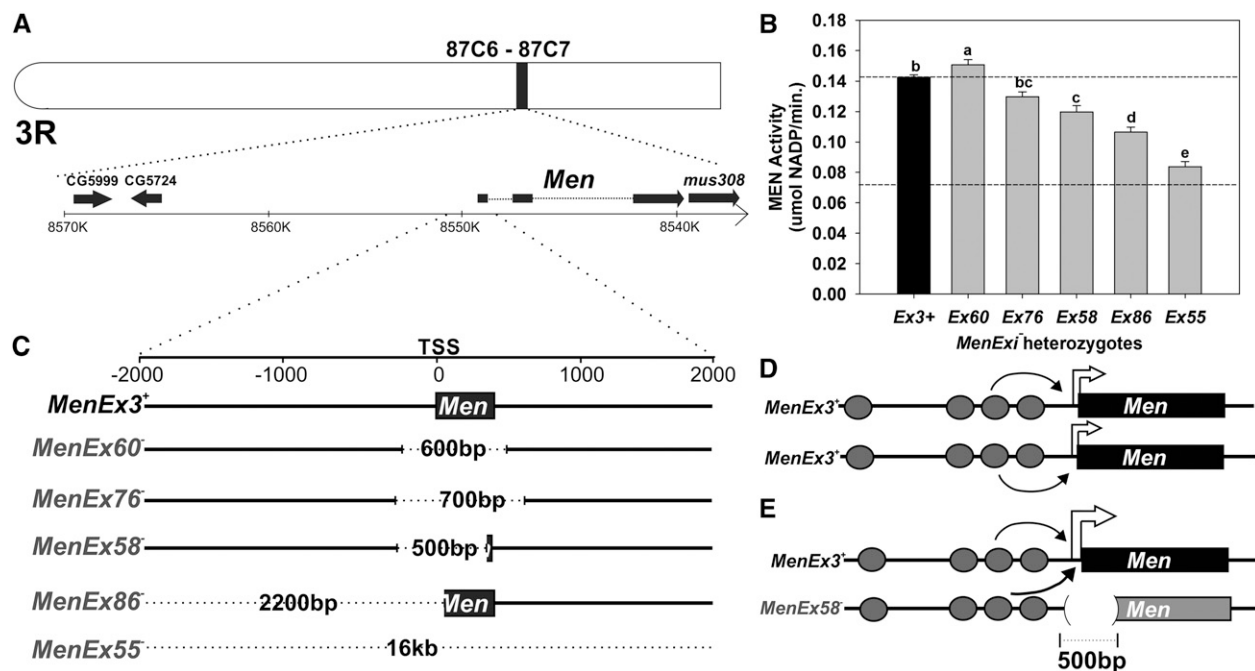 A
87C6 - 87C7
3R
CG5999 CG5724 Men mus308
8570K 8560K 8550K 8540K
B
MEN Activity
(umol NADP/min.)
0.18
0.16
0.14
0.12
0.10
0.08
0.06
0.04
0.02
0.00
b a bc c d e
Ex3+ Ex60 Ex76 Ex58 Ex86 Ex55
MenExi- heterozygotes
C
TSS
-2000 -1000 0 1000 2000
MenEx3+ Men
MenEx60- 600bp
MenEx76- 700bp
MenEx58- 500bp
MenEx86- 2200bp Men
MenEx55- 16kb
D
MenEx3+ Men
MenEx3+ Men
E
MenEx3+ Men
MenEx58- Men
500bp